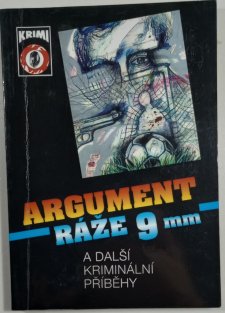 KRIMI
ARGUMENT
RÁŽE 9 mm
A DALŠÍ
KRIMINÁLNÍ
PŘÍBĚHY